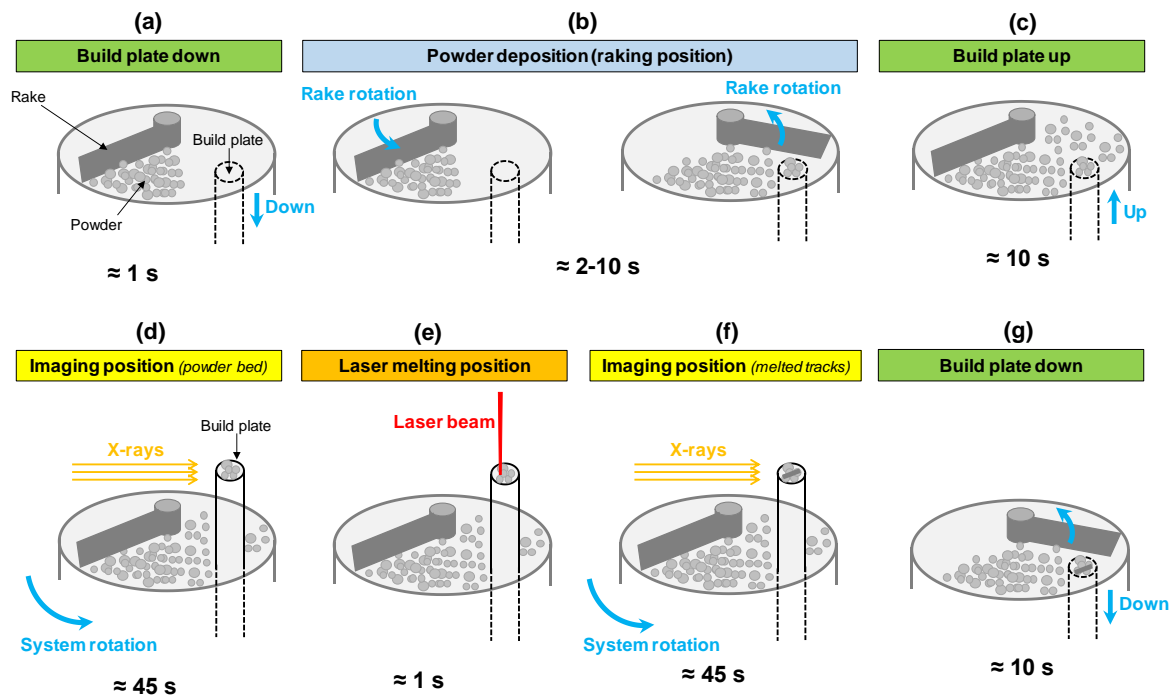 (a)
Build plate down
Rake
Build plate
Powder
Down
≈ 1 s
(b)
Powder deposition (raking position)
Rake rotation
Rake rotation
≈ 2-10 s
(c)
Build plate up
Up
≈ 10 s
(d)
Imaging position (powder bed)
Build plate
X-rays
System rotation
≈ 45 s
(e)
Laser melting position
Laser beam
≈ 1 s
(f)
Imaging position (melted tracks)
X-rays
System rotation
≈ 45 s
(g)
Build plate down
Down
≈ 10 s